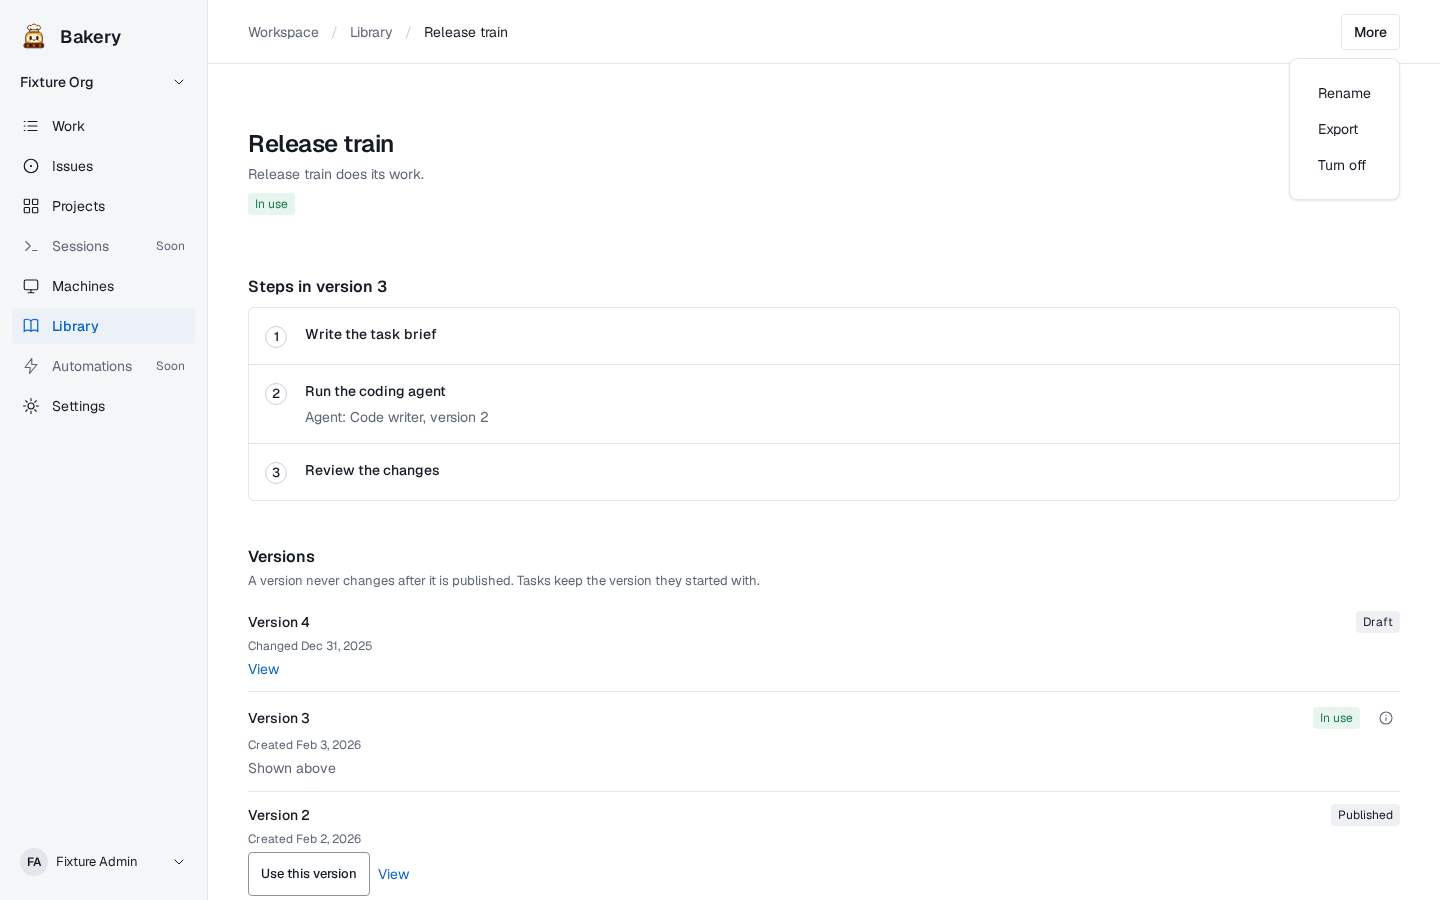 Bakery
Fixture Org
Work
Issues
Projects
Sessions Soon
Machines
Library
Automations Soon
Settings
FA Fixture Admin
Workspace / Library / Release train
More
Rename
Export
Turn off
Release train
Release train does its work.
In use
Steps in version 3
1 Write the task brief
2 Run the coding agent
Agent: Code writer, version 2
3 Review the changes
Versions
A version never changes after it is published. Tasks keep the version they started with.
Version 4 Draft
Changed Dec 31, 2025
View
Version 3 In use
Created Feb 3, 2026
Shown above
Version 2 Published
Created Feb 2, 2026
Use this version View